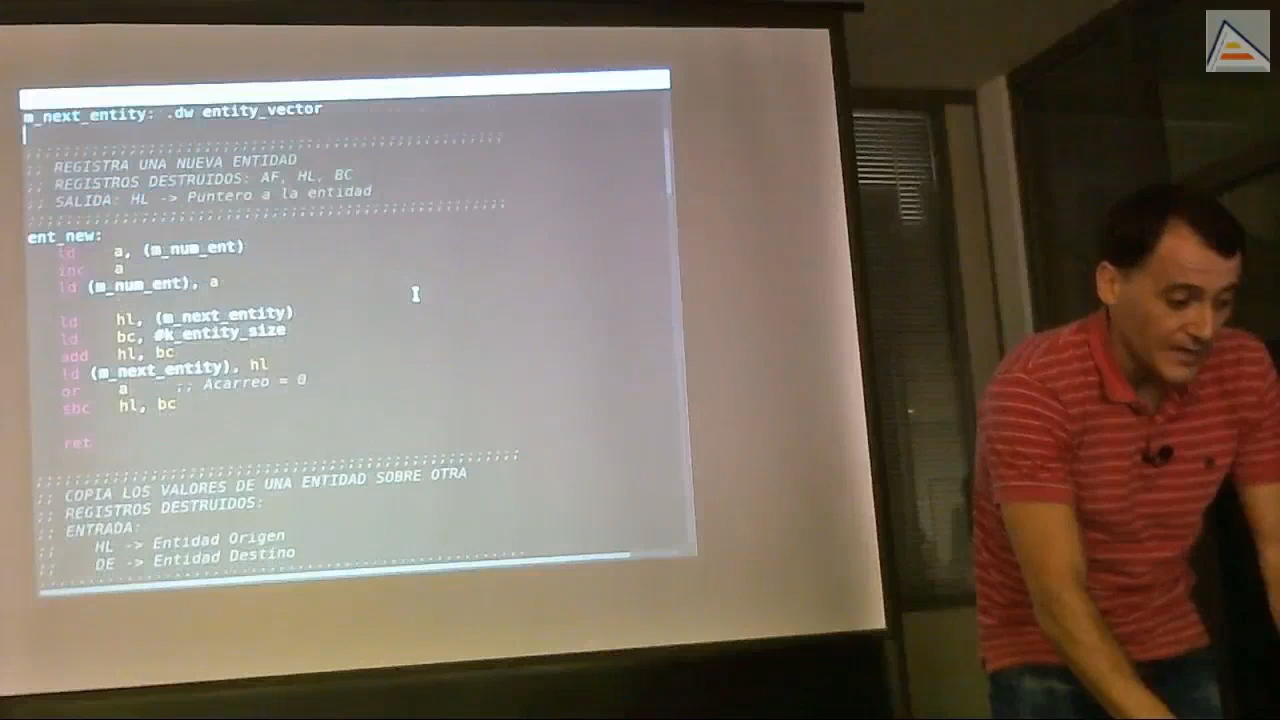 m_next_entity: .dw entity_vector
;;;;;;;;;;;;;;;;;;;;;;;;;;;;;;;;;;;;;;;;;;;;;;;;;;;;;;
;; REGISTRA UNA NUEVA ENTIDAD
;; REGISTROS DESTRUIDOS: AF, HL, BC
;; SALIDA: HL -> Puntero a la entidad
;;;;;;;;;;;;;;;;;;;;;;;;;;;;;;;;;;;;;;;;;;;;;;;;;;;;;;
ent_new:
ld a, (m_num_ent)
inc a
ld (m_num_ent), a
ld hl, (m_next_entity)
ld bc, #k_entity_size
add hl, bc
ld (m_next_entity), hl
or a ;; Acarreo = 0
sbc hl, bc
ret
;;;;;;;;;;;;;;;;;;;;;;;;;;;;;;;;;;;;;;;;;;;;;;;;;;;;;;
;; COPIA LOS VALORES DE UNA ENTIDAD SOBRE OTRA
;; REGISTROS DESTRUIDOS:
;; ENTRADA:
;; HL -> Entidad Origen
;; DE -> Entidad Destino
;;;;;;;;;;;;;;;;;;;;;;;;;;;;;;;;;;;;;;;;;;;;;;;;;;;;;;